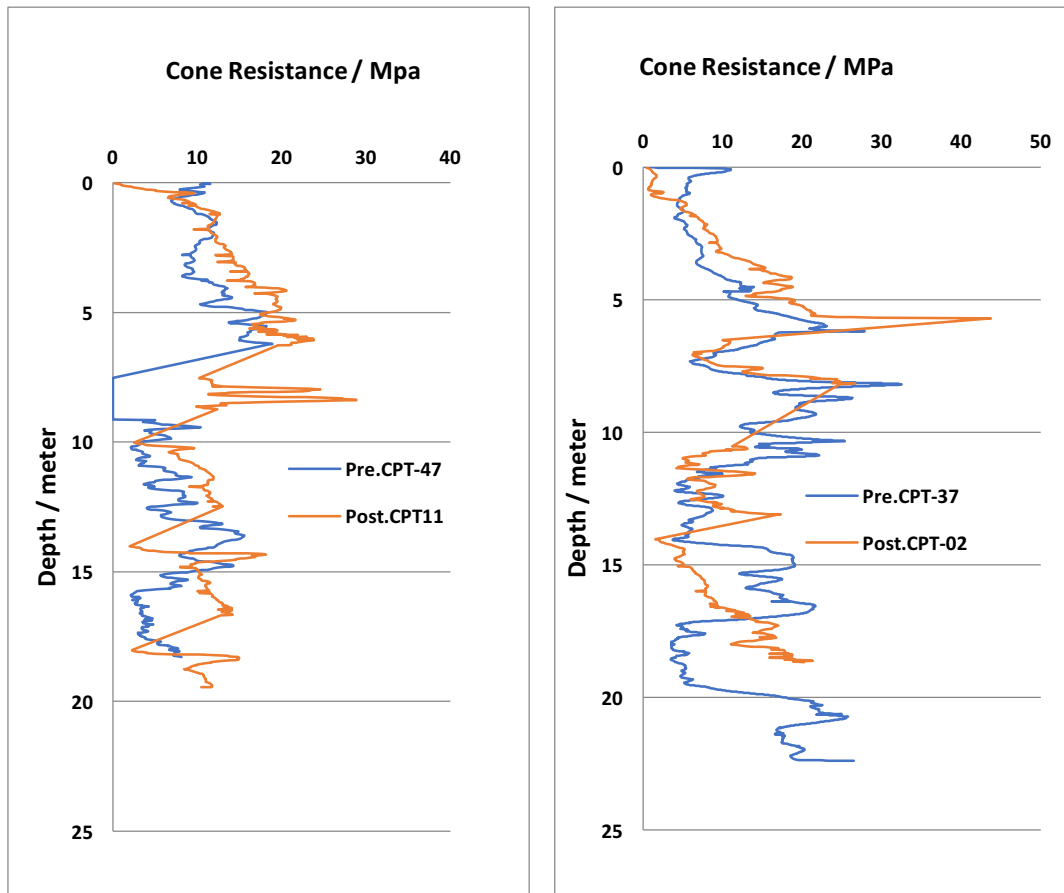 Cone Resistance / Mpa
0 10 20 30 40
0
5
10
15
20
25
Depth / meter
Pre.CPT-47
Post.CPT11
Cone Resistance / MPa
0 10 20 30 40 50
0
5
10
15
20
25
Depth / meter
Pre.CPT-37
Post.CPT-02